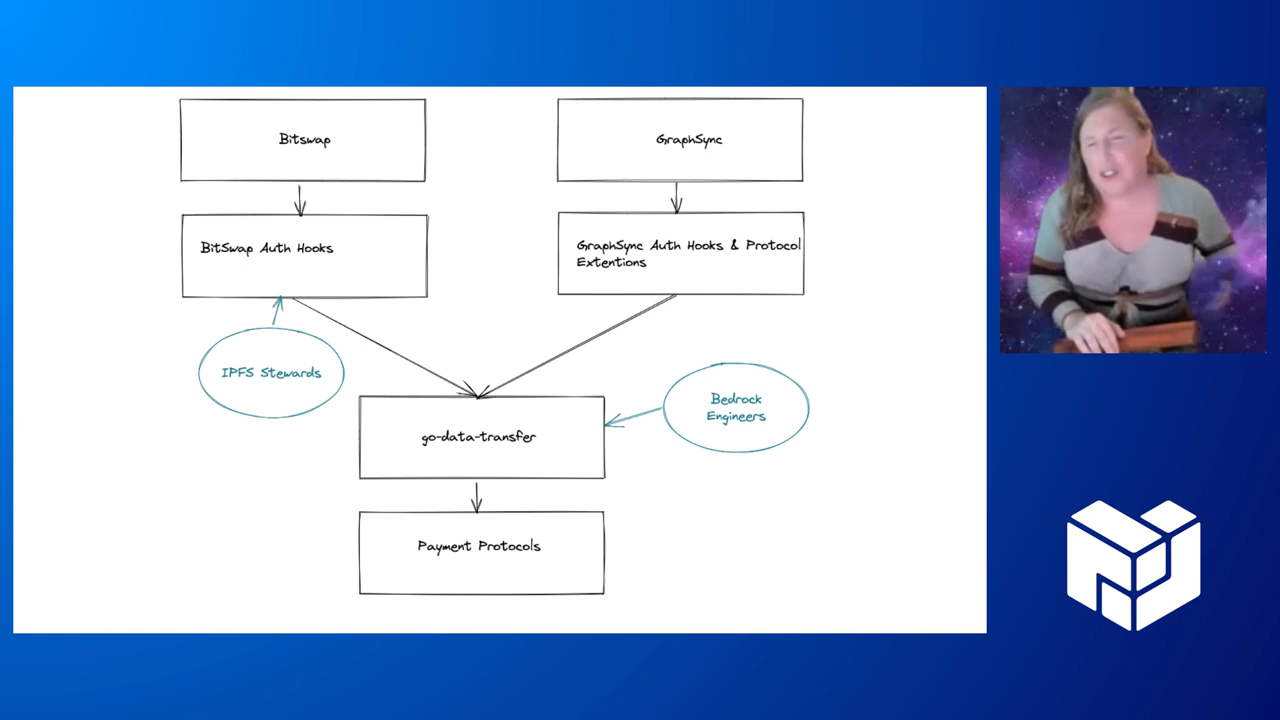 Bitswap
GraphSync
BitSwap Auth Hooks
GraphSync Auth Hooks & Protocol
Extentions
IPFS Stewards
Bedrock
Engineers
go-data-transfer
Payment Protocols